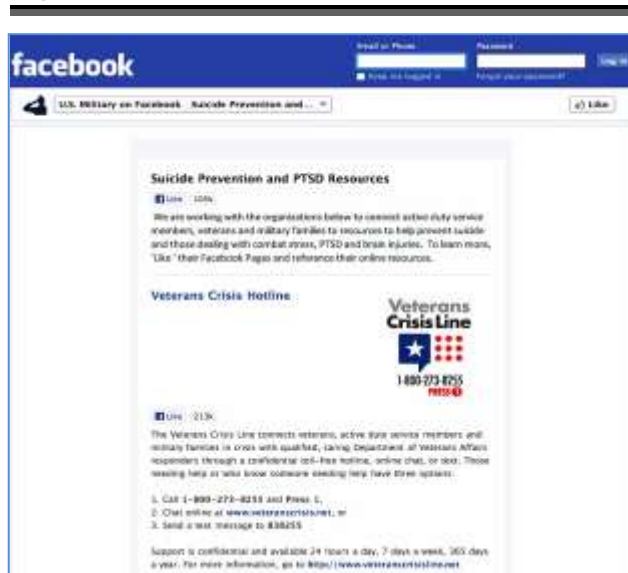 Email or Phone Password
facebook Log In
Keep me logged in Forgot your password?
U.S. Military on Facebook Suicide Prevention and... Like
Suicide Prevention and PTSD Resources
Like
We are working with the organizations below to connect active duty service
members, veterans and military families to resources to help prevent suicide
and those dealing with combat stress, PTSD and brain injuries. To learn more,
'Like' their Facebook Pages and reference their online resources.
Veterans Crisis Hotline
Veterans
CrisisLine
1-800-273-8255
PRESS 1
Like 213k
The Veterans Crisis Line connects veterans, active duty service members and
military families in crisis with qualified, caring Department of Veterans Affairs
responders through a confidential toll-free hotline, online chat, or text. Those
needing help or who know someone needing help have three options:
1. Call 1-800-273-8255 and Press 1,
2. Chat online at www.veteranscrisis.net, or
3. Send a text message to 838255
Support is confidential and available 24 hours a day, 7 days a week, 365 days
a year. For more information, go to http://www.veteranscrisisline.net